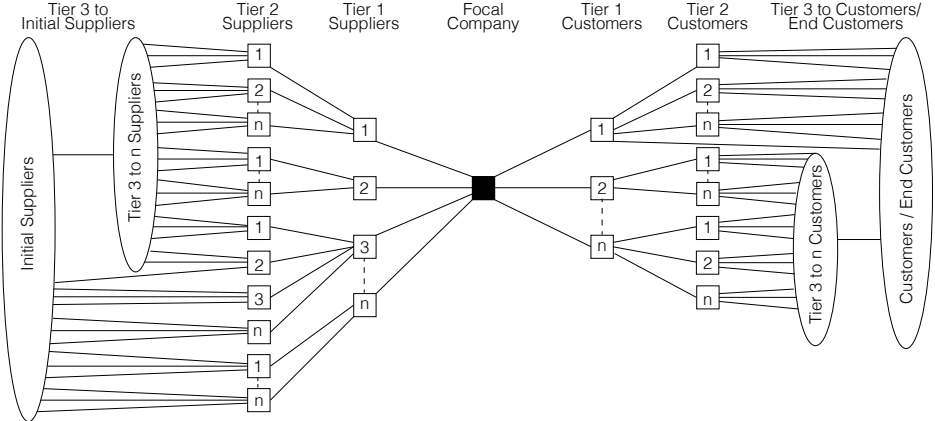 Tier 3 to
Initial Suppliers
Tier 2
Suppliers
Tier 1
Suppliers
Focal
Company
Tier 1
Customers
Tier 2
Customers
Tier 3 to Customers/
End Customers
Initial Suppliers
Tier 3 to n Suppliers
1
2
n
1
n
1
2
3
n
1
n
1
2
3
n
1
2
n
1
2
n
1
n
1
2
n
Tier 3 to n Customers
Customers / End Customers